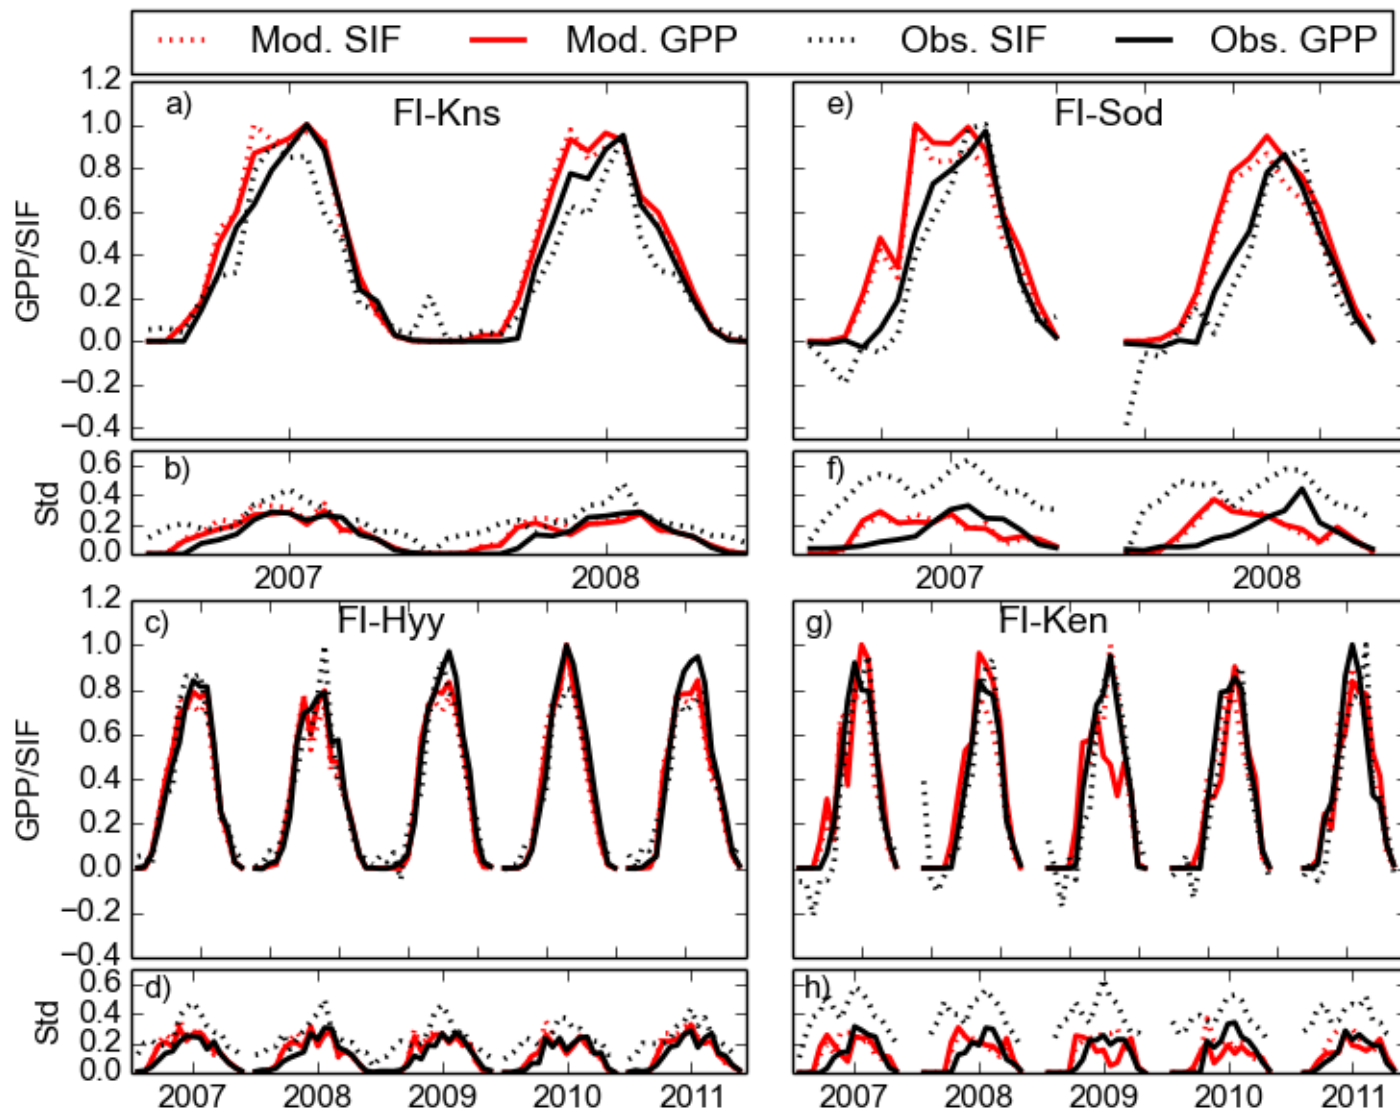 Mod. SIF Mod. GPP Obs. SIF Obs. GPP
a) FI-Kns
GPP/SIF
1.2
1.0
0.8
0.6
0.4
0.2
0.0
−0.2
−0.4
e) FI-Sod
b)
Std
0.6
0.4
0.2
0.0
2007 2008
f)
2007 2008
c) FI-Hyy
GPP/SIF
1.2
1.0
0.8
0.6
0.4
0.2
0.0
−0.2
−0.4
g) FI-Ken
d)
Std
0.6
0.4
0.2
0.0
2007 2008 2009 2010 2011
h)
2007 2008 2009 2010 2011